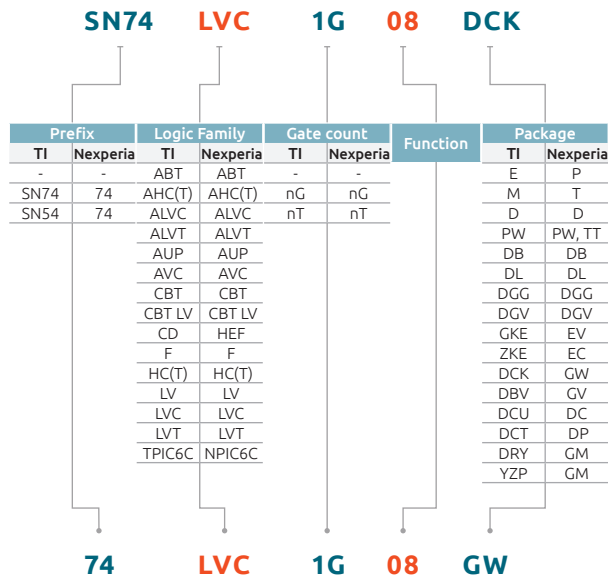 SN74 LVC 1G 08 DCK
Prefix Logic Family Gate count Function Package
TI Nexperia TI Nexperia TI Nexperia TI Nexperia
- - ABT ABT - - E P
SN74 74 AHC(T) AHC(T) nG nG M T
SN54 74 ALVC ALVC nT nT D D
ALVT ALVT PW PW, TT
AUP AUP DB DB
AVC AVC DL DL
CBT CBT DGG DGG
CBT LV CBT LV DGV DGV
CD HEF GKE EV
F F ZKE EC
HC(T) HC(T) DCK GW
LV LV DBV GV
LVC LVC DCU DC
LVT LVT DCT DP
TPIC6C NPIC6C DRY GM
YZP GM
74 LVC 1G 08 GW